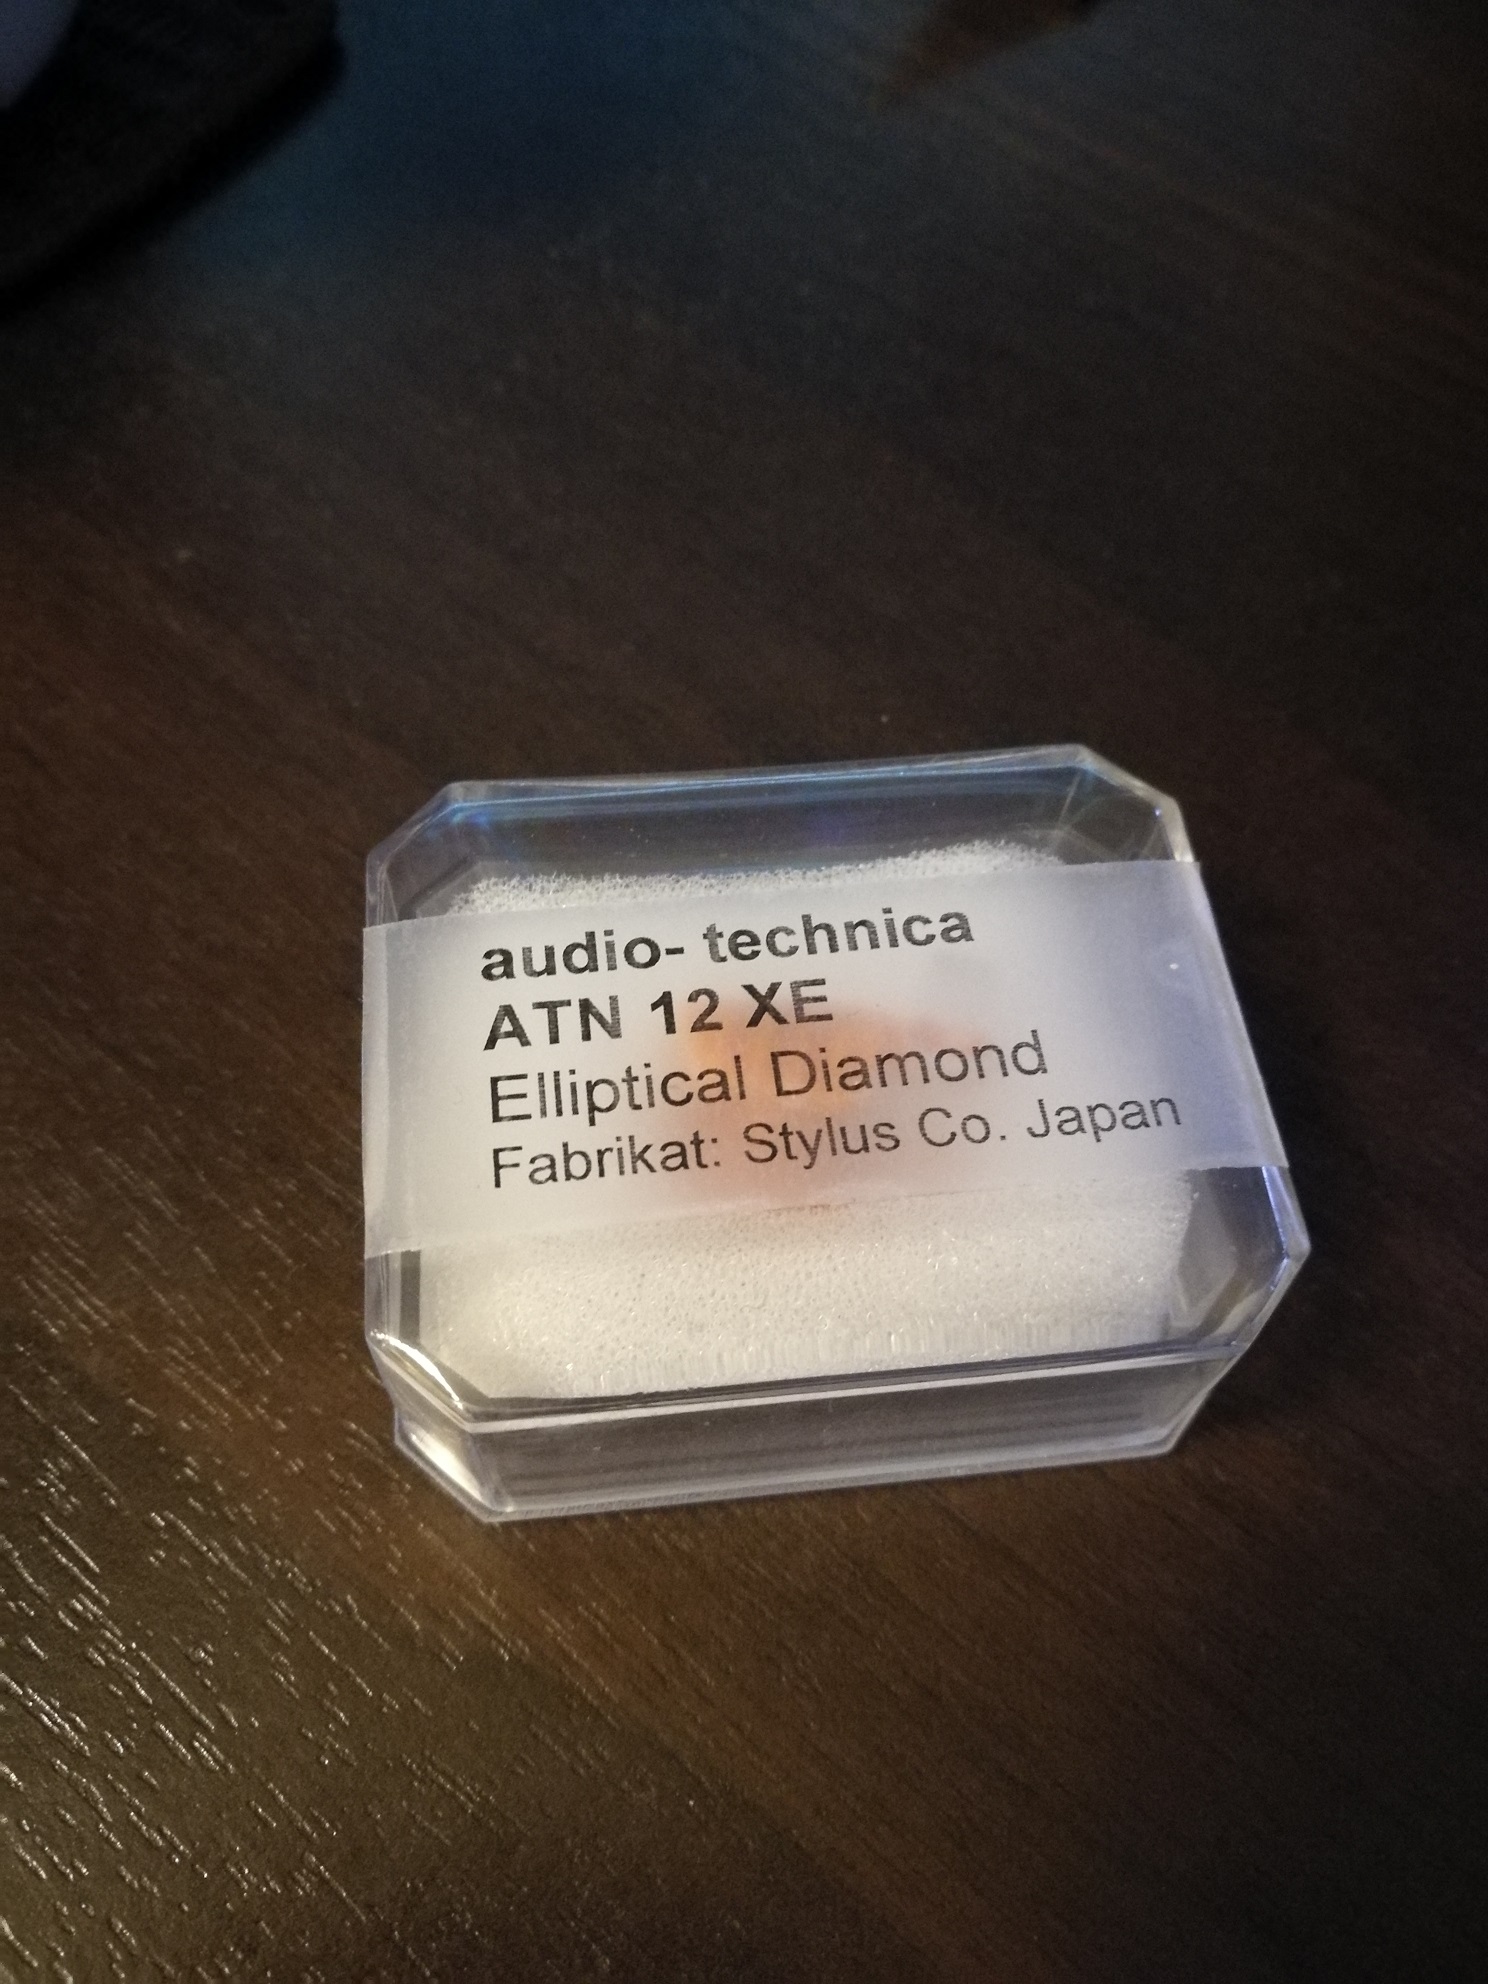 audio- technica
ATN 12 XE
Elliptical Diamond
Fabrikat: Stylus Co. Japan